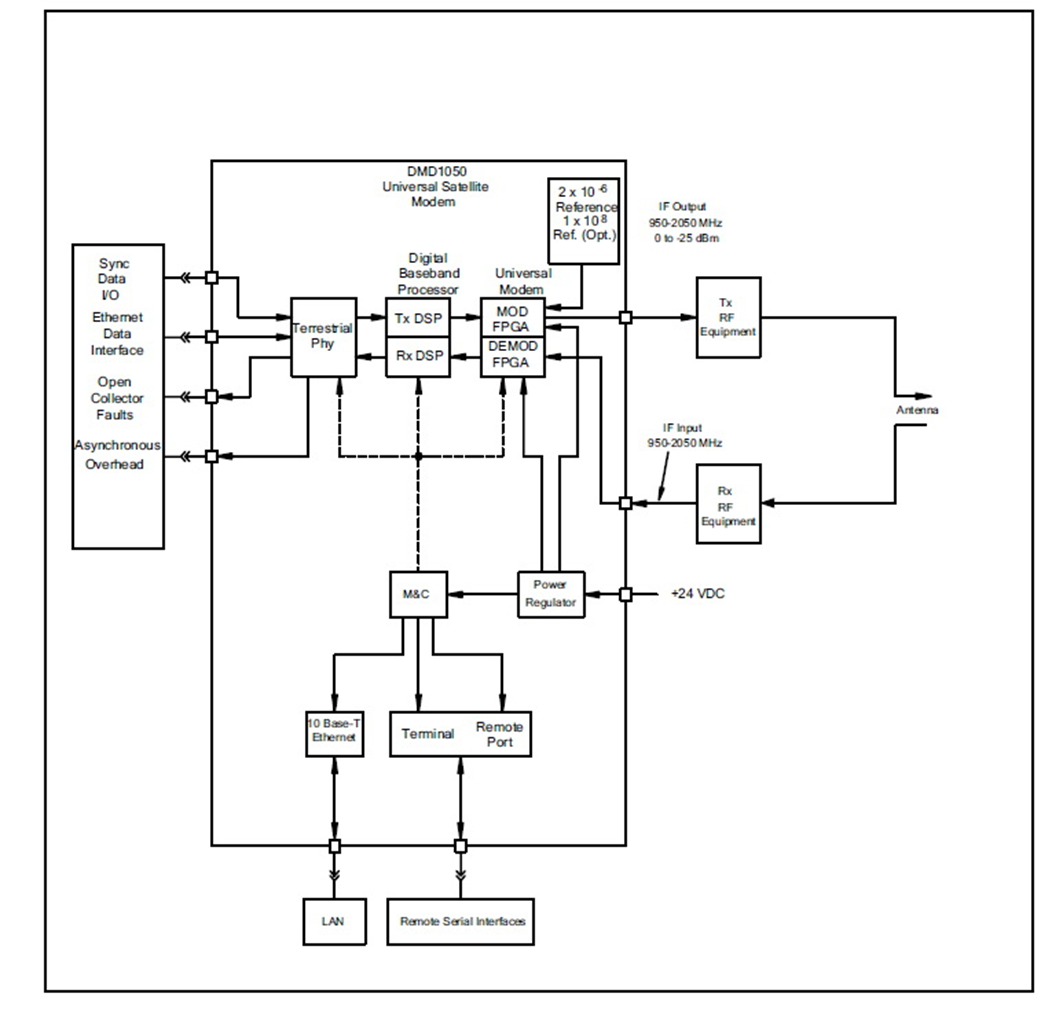 DMD1050
Universal Satellite
Modem
2 x 10 -6
Reference
1 x 10 8
Ref. (Opt.)
IF Output
950-2050 MHz
0 to -25 dBm
Sync
Data
I/O
Ethernet
Data
Interface
Open
Collector
Faults
Asynchronous
Overhead
Digital
Baseband
Processor
Universal
Modem
Terrestrial
Phy
Tx DSP
Rx DSP
MOD
FPGA
DEMOD
FPGA
Tx
RF
Equipment
Antenna
IF Input
950-2050 MHz
Rx
RF
Equipment
M&C
Power
Regulator
+24 VDC
10 Base-T
Ethernet
Terminal
Remote
Port
LAN
Remote Serial Interfaces